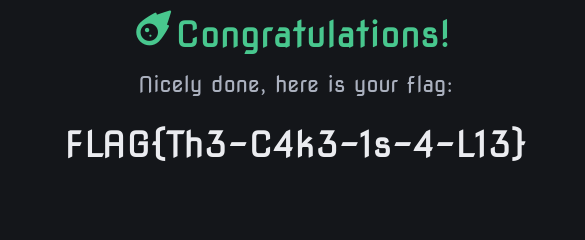 Congratulations!
Nicely done, here is your flag:
FLAG{Th3-C4k3-1s-4-L13}